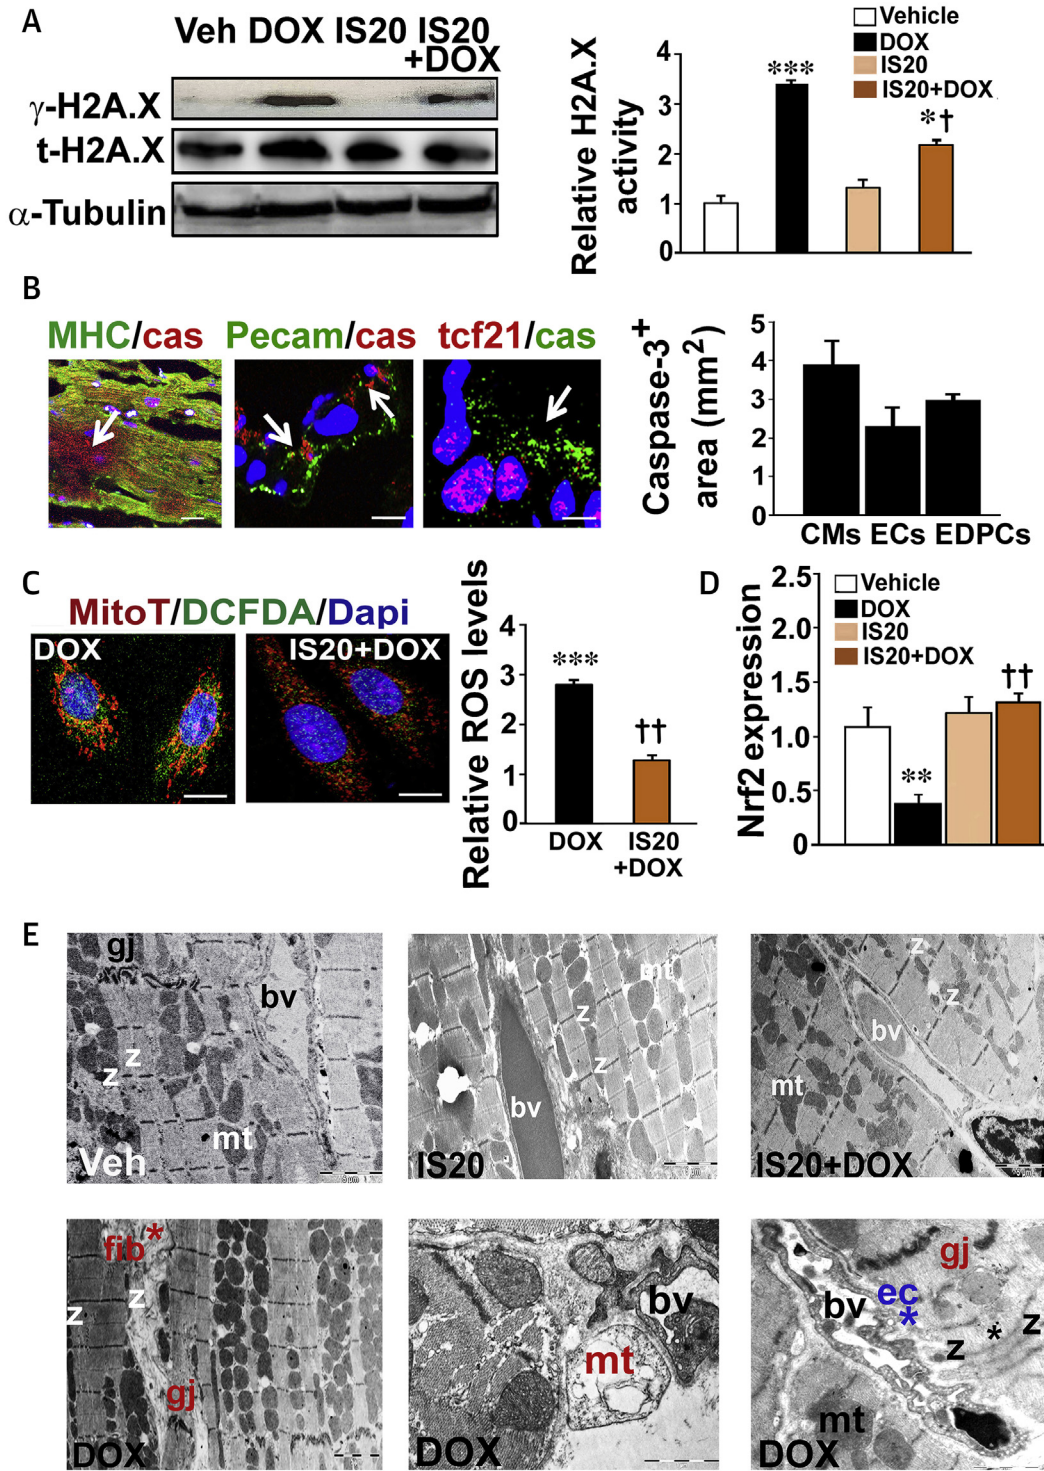 A
Veh DOX IS20 IS20
+DOX
γ-H2A.X
t-H2A.X
α-Tubulin
Relative H2A.X
activity
4
3
2
1
0
***
*†
Vehicle
DOX
IS20
IS20+DOX
B
MHC/cas
Pecam/cas
tcf21/cas
Caspase-3+
area (mm2)
5
4
3
2
1
0
CMs ECs EDPCs
C
MitoT/DCFDA/Dapi
DOX
IS20+DOX
Relative ROS levels
4
3
2
1
0
***
††
DOX
IS20
+DOX
D
Nrf2 expression
2.5
2.0
1.5
1.0
0.5
0
Vehicle
DOX
IS20
IS20+DOX
**
††
E
gj
bv
z
z
mt
Veh
mt
z
z
bv
IS20
z
z
bv
mt
IS20+DOX
fib*
z
z
gj
DOX
bv
mt
DOX
gj
ec
*
bv
z
*
z
mt
DOX